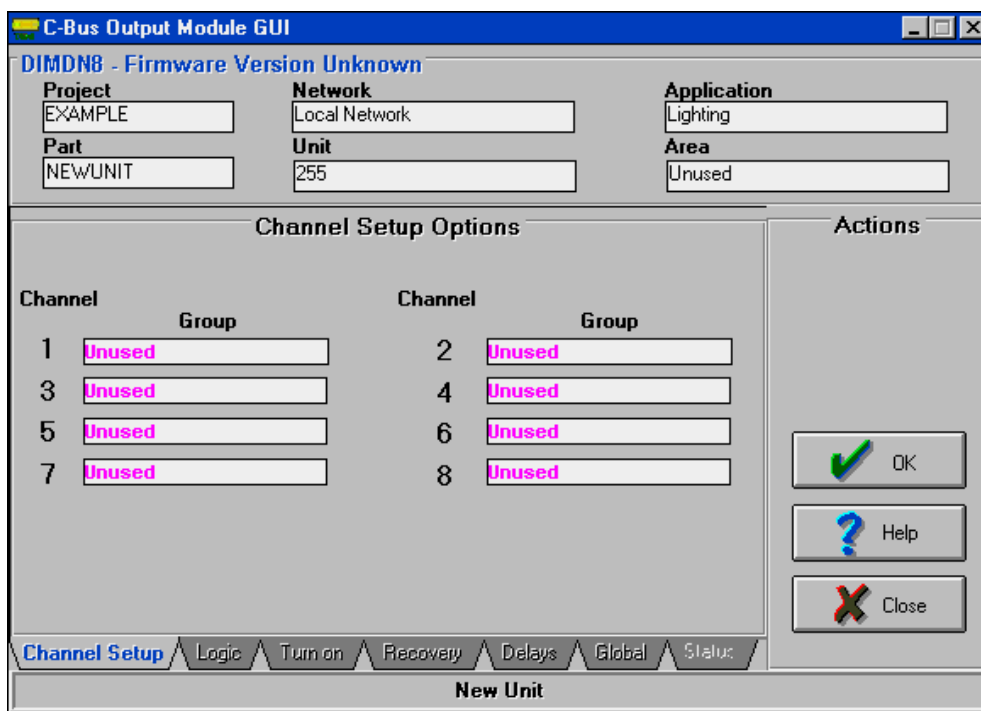 C-Bus Output Module GUI
DIMDN8 - Firmware Version Unknown
Project Network Application
EXAMPLE Local Network Lighting
Part Unit Area
NEWUNIT 255 Unused
Channel Setup Options
Actions
Channel Channel
Group Group
1 Unused 2 Unused
3 Unused 4 Unused
5 Unused 6 Unused
7 Unused 8 Unused
OK
Help
Close
Channel Setup Logic Turn on Recovery Delays Global Status
New Unit